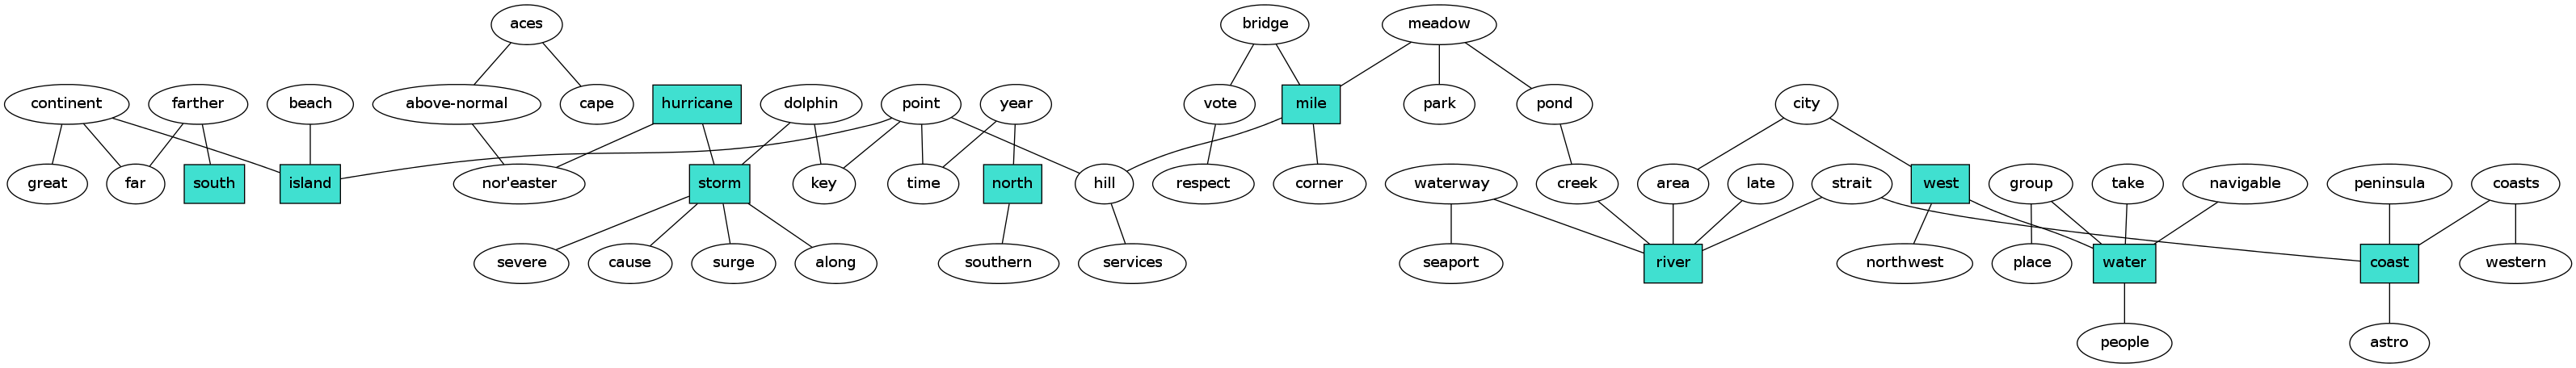 aces
bridge
meadow
continent
farther
beach
above-normal
cape
hurricane
dolphin
point
year
vote
mile
park
pond
city
great
far
south
island
nor'easter
storm
key
time
north
hill
respect
corner
waterway
creek
area
late
strait
west
group
take
navigable
peninsula
coasts
severe
cause
surge
along
southern
services
seaport
river
northwest
place
water
coast
western
people
astro